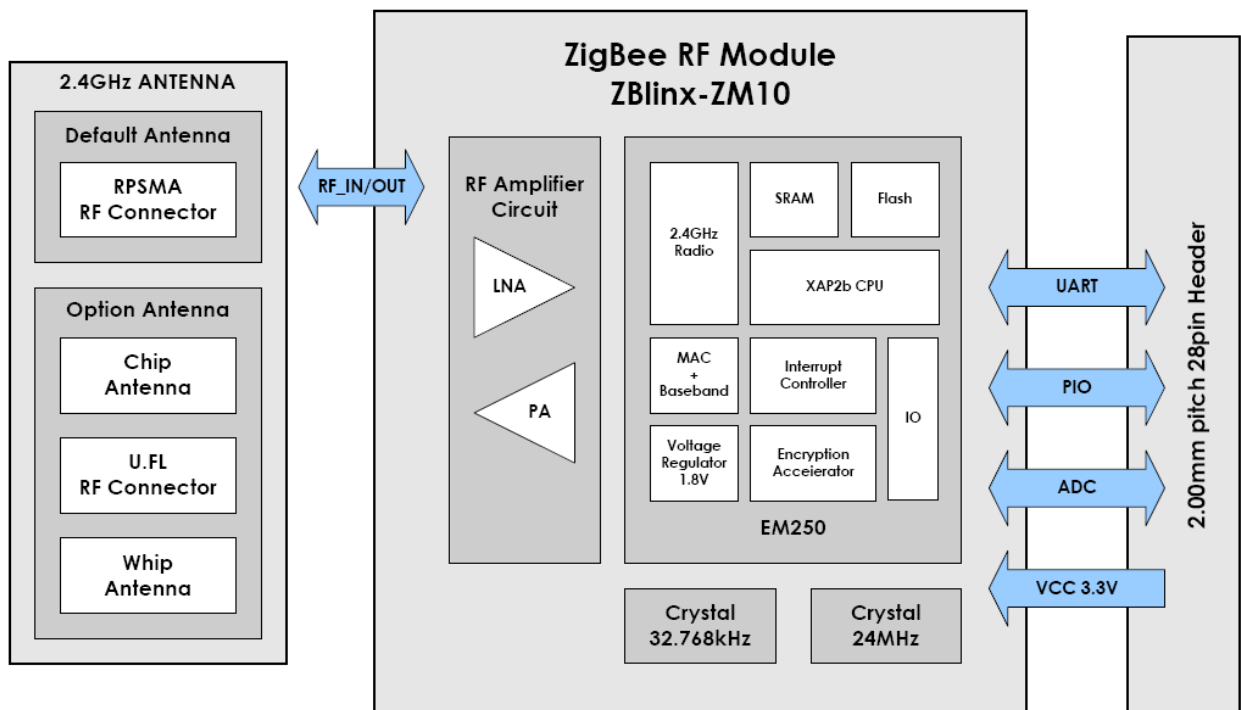 2.4GHz ANTENNA
Default Antenna
RPSMA
RF Connector
Option Antenna
Chip
Antenna
U.FL
RF Connector
Whip
Antenna
RF_IN/OUT
ZigBee RF Module
ZBlinx-ZM10
RF Amplifier
Circuit
LNA
PA
2.4GHz
Radio
SRAM
Flash
XAP2b CPU
MAC
+
Baseband
Interrupt
Controller
IO
Voltage
Regulator
1.8V
Encryption
Acceierator
EM250
Crystal
32.768kHz
Crystal
24MHz
UART
PIO
ADC
VCC 3.3V
2.00mm pitch 28pin Header